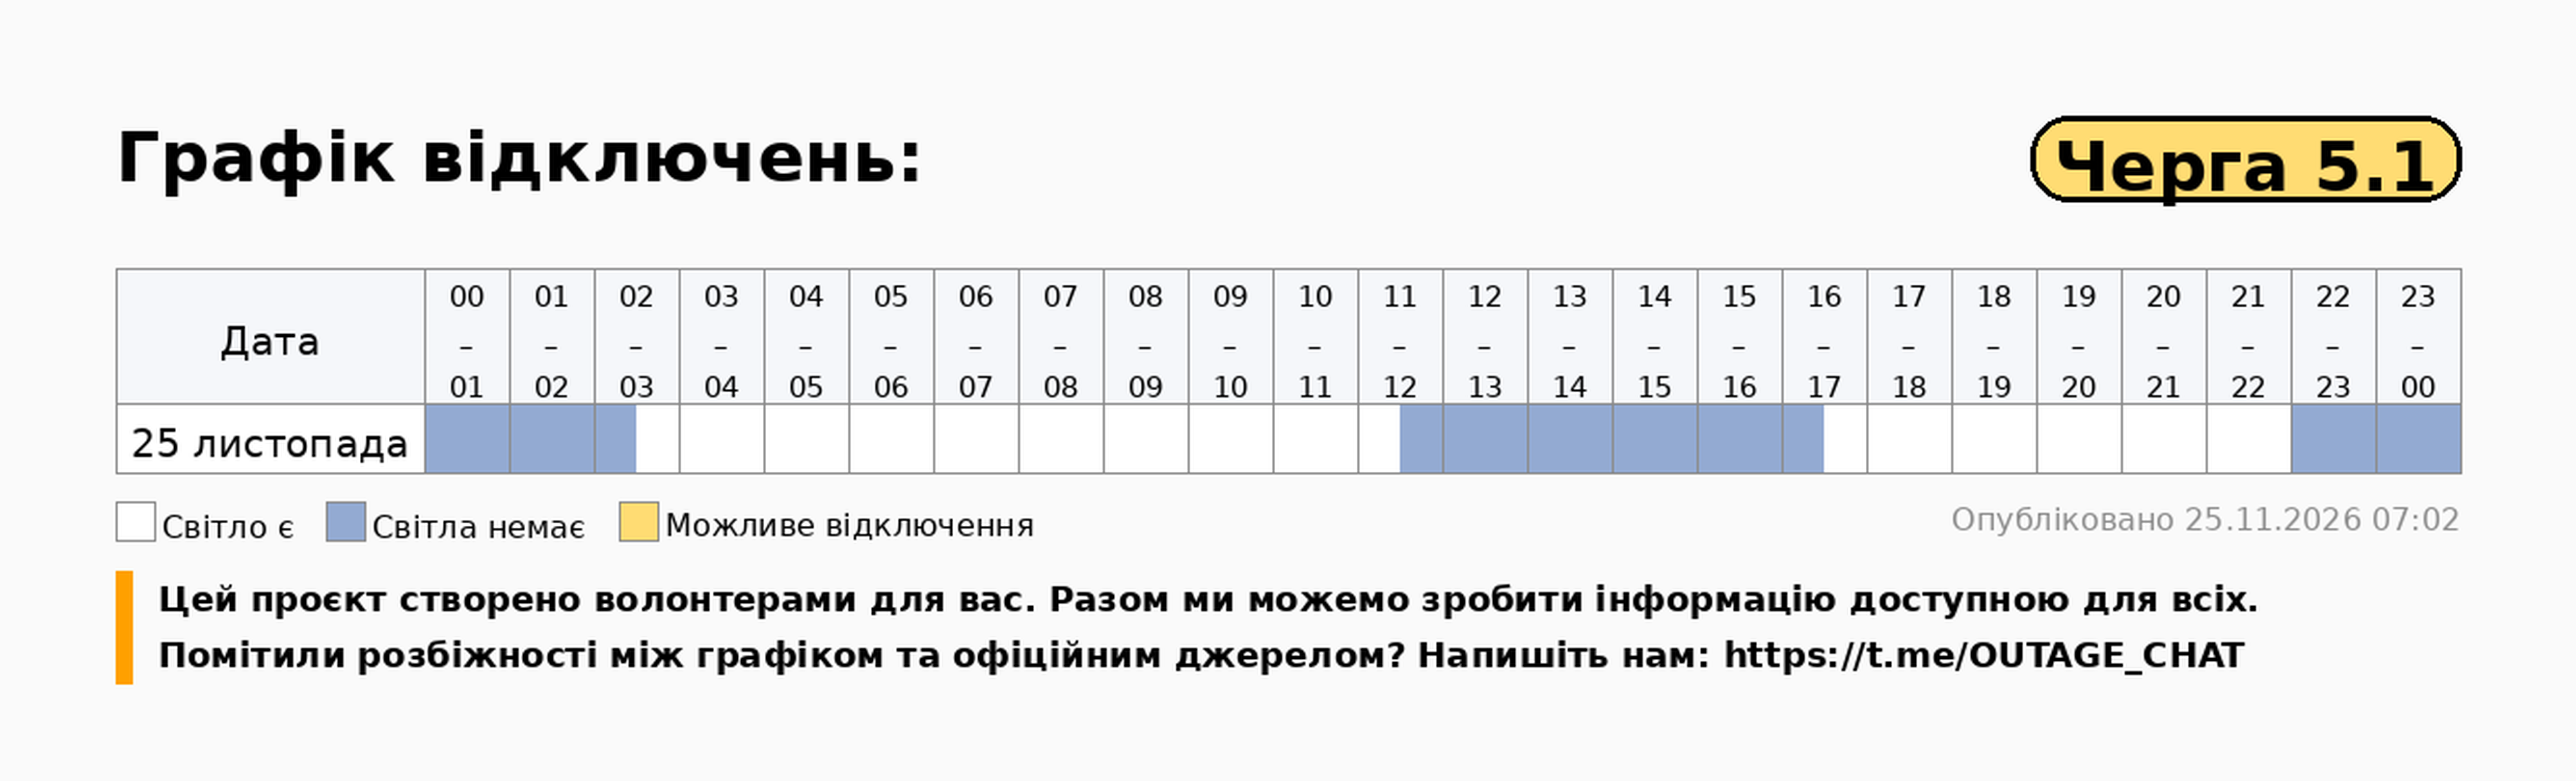 Графік відключень:
Черга 5.1
Дата
00 – 01
01 – 02
02 – 03
03 – 04
04 – 05
05 – 06
06 – 07
07 – 08
08 – 09
09 – 10
10 – 11
11 – 12
12 – 13
13 – 14
14 – 15
15 – 16
16 – 17
17 – 18
18 – 19
19 – 20
20 – 21
21 – 22
22 – 23
23 – 00
25 листопада
Світло є
Світла немає
Можливе відключення
Опубліковано 25.11.2026 07:02
Цей проєкт створено волонтерами для вас. Разом ми можемо зробити інформацію доступною для всіх.
Помітили розбіжності між графіком та офіційним джерелом? Напишіть нам: https://t.me/OUTAGE_CHAT